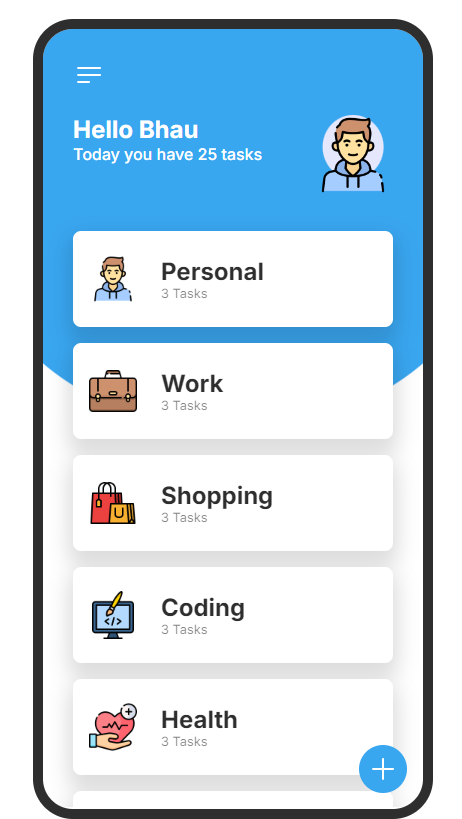 Hello Bhau
Today you have 25 tasks
Personal
3 Tasks
Work
3 Tasks
Shopping
3 Tasks
Coding
3 Tasks
</>
Health
3 Tasks